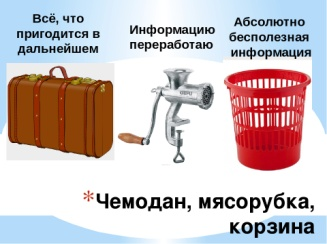 Всё, что
пригодится в
дальнейшем
Информацию
переработаю
Абсолютно
бесполезная
информация
*Чемодан, мясорубка,
корзина